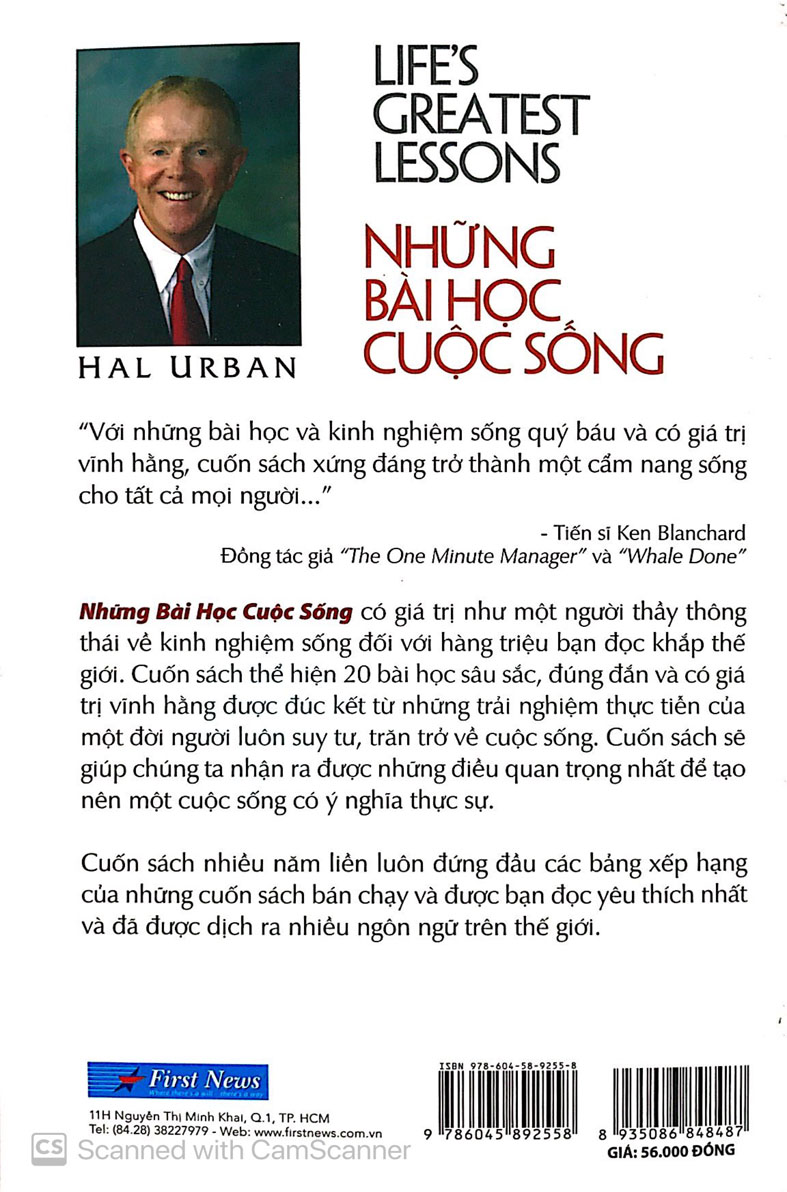 LIFE'S
GREATEST
LESSONS
NHỮNG
BÀI HỌC
CUỘC SỐNG
HAL URBAN
“Với những bài học và kinh nghiệm sống quý báu và có giá trị
vĩnh hằng, cuốn sách xứng đáng trở thành một cẩm nang sống
cho tất cả mọi người...”
- Tiến sĩ Ken Blanchard
Đồng tác giả “The One Minute Manager” và “Whale Done”
Những Bài Học Cuộc Sống có giá trị như một người thầy thông
thái về kinh nghiệm sống đối với hàng triệu bạn đọc khắp thế
giới. Cuốn sách thể hiện 20 bài học sâu sắc, đúng đắn và có giá
trị vĩnh hằng được đúc kết từ những trải nghiệm thực tiễn của
một đời người luôn suy tư, trăn trở về cuộc sống. Cuốn sách sẽ
giúp chúng ta nhận ra được những điều quan trọng nhất để tạo
nên một cuộc sống có ý nghĩa thực sự.
Cuốn sách nhiều năm liền luôn đứng đầu các bảng xếp hạng
của những cuốn sách bán chạy và được bạn đọc yêu thích nhất
và đã được dịch ra nhiều ngôn ngữ trên thế giới.
First News
Where there's a will - there's a way
11H Nguyễn Thị Minh Khai, Q.1, TP. HCM
Tel: (84.28) 38227979 - Web: www.firstnews.com.vn
ISBN 978-604-58-9255-8
9 786045 892558
8 935086 848487
GIÁ: 56.000 ĐỒNG
CS Scanned with CamScanner